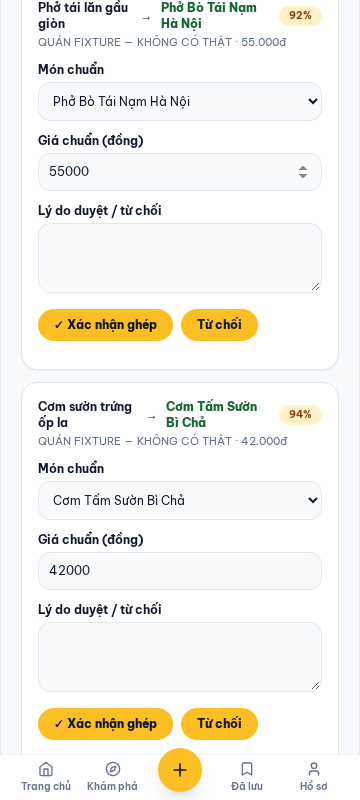 Phở tái lăn gầu giòn → Phở Bò Tái Nạm Hà Nội 92%
QUÁN FIXTURE — KHÔNG CÓ THẬT · 55.000đ
Món chuẩn
Phở Bò Tái Nạm Hà Nội
Giá chuẩn (đồng)
55000
Lý do duyệt / từ chối
✓ Xác nhận ghép
Từ chối
Cơm sườn trứng ốp la → Cơm Tấm Sườn Bì Chả 94%
QUÁN FIXTURE — KHÔNG CÓ THẬT · 42.000đ
Món chuẩn
Cơm Tấm Sườn Bì Chả
Giá chuẩn (đồng)
42000
Lý do duyệt / từ chối
✓ Xác nhận ghép
Từ chối
Trang chủ
Khám phá
Đã lưu
Hồ sơ